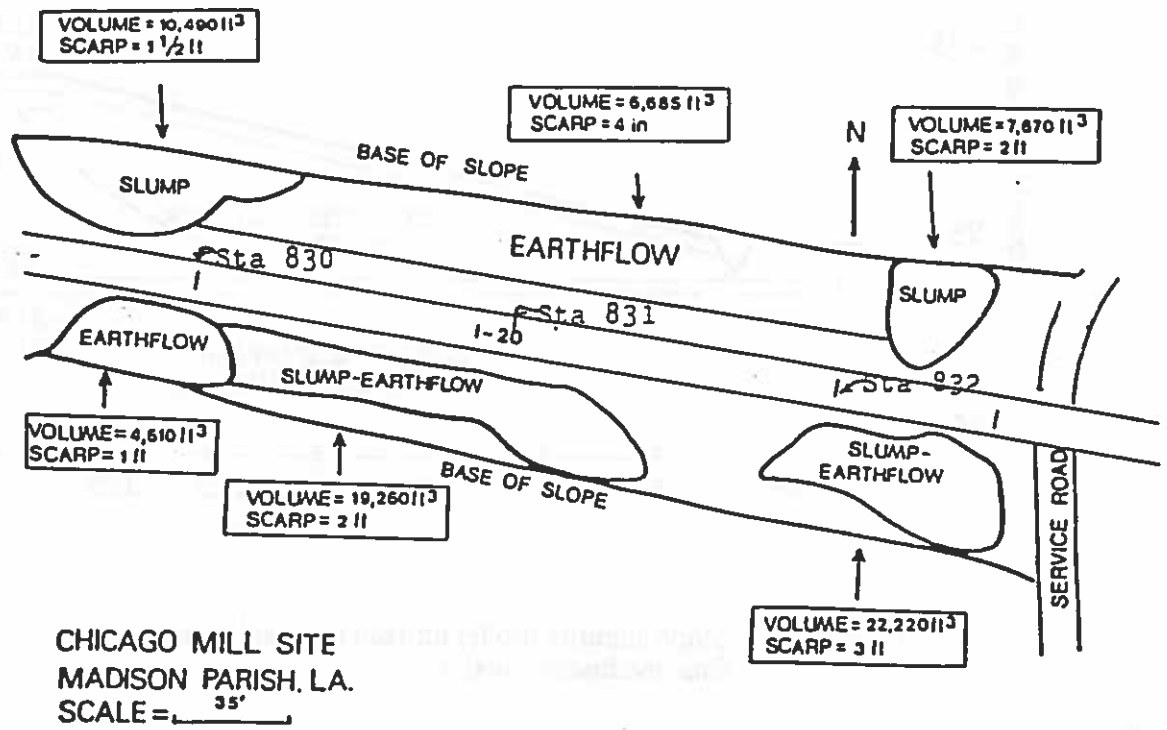 VOLUME = 10,490 ft³
SCARP = 1 1/2 ft
VOLUME = 6,685 ft³
SCARP = 4 in
N
VOLUME = 7,670 ft³
SCARP = 2 ft
BASE OF SLOPE
SLUMP
EARTHFLOW
Sta 830
SLUMP
Sta 831
I-20
EARTHFLOW
SLUMP-EARTHFLOW
Sta 832
VOLUME = 4,610 ft³
SCARP = 1 ft
SLUMP-
EARTHFLOW
BASE OF SLOPE
VOLUME = 19,260 ft³
SCARP = 2 ft
SERVICE ROAD
VOLUME = 22,220 ft³
SCARP = 3 ft
CHICAGO MILL SITE
MADISON PARISH, LA.
SCALE = 35'